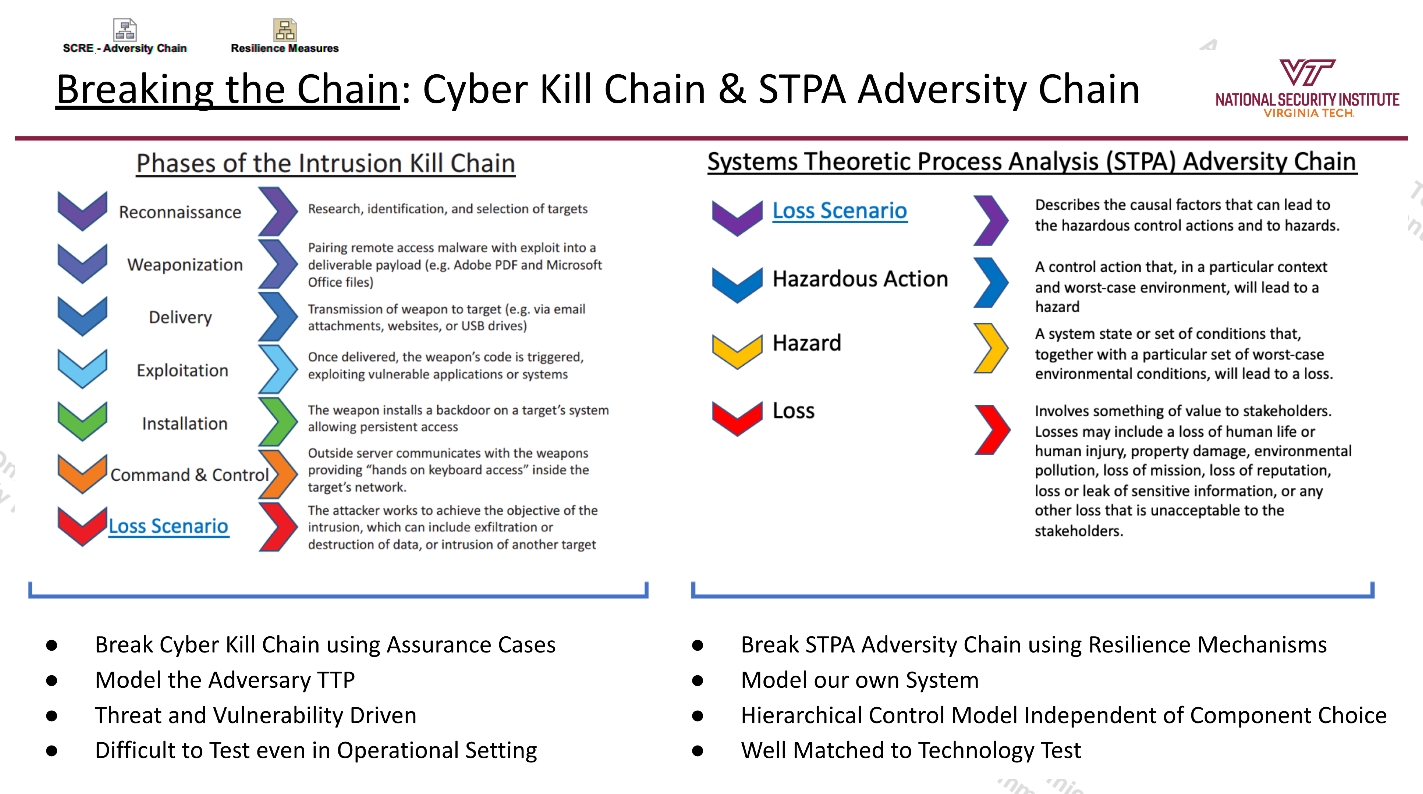 SCRE - Adversity Chain
Resilience Measures
Breaking the Chain: Cyber Kill Chain & STPA Adversity Chain
VT
NATIONAL SECURITY INSTITUTE
VIRGINIA TECH.
Phases of the Intrusion Kill Chain
Reconnaissance
Research, identification, and selection of targets
Weaponization
Pairing remote access malware with exploit into a
deliverable payload (e.g. Adobe PDF and Microsoft
Office files)
Delivery
Transmission of weapon to target (e.g. via email
attachments, websites, or USB drives)
Exploitation
Once delivered, the weapon's code is triggered,
exploiting vulnerable applications or systems
Installation
The weapon installs a backdoor on a target's system
allowing persistent access
Command & Control
Outside server communicates with the weapons
providing "hands on keyboard access" inside the
target's network.
Loss Scenario
The attacker works to achieve the objective of the
intrusion, which can include exfiltration or
destruction of data, or intrusion of another target
Systems Theoretic Process Analysis (STPA) Adversity Chain
Loss Scenario
Describes the causal factors that can lead to
the hazardous control actions and to hazards.
Hazardous Action
A control action that, in a particular context
and worst-case environment, will lead to a
hazard
Hazard
A system state or set of conditions that,
together with a particular set of worst-case
environmental conditions, will lead to a loss.
Loss
Involves something of value to stakeholders.
Losses may include a loss of human life or
human injury, property damage, environmental
pollution, loss of mission, loss of reputation,
loss or leak of sensitive information, or any
other loss that is unacceptable to the
stakeholders.
● Break Cyber Kill Chain using Assurance Cases
● Model the Adversary TTP
● Threat and Vulnerability Driven
● Difficult to Test even in Operational Setting
● Break STPA Adversity Chain using Resilience Mechanisms
● Model our own System
● Hierarchical Control Model Independent of Component Choice
● Well Matched to Technology Test